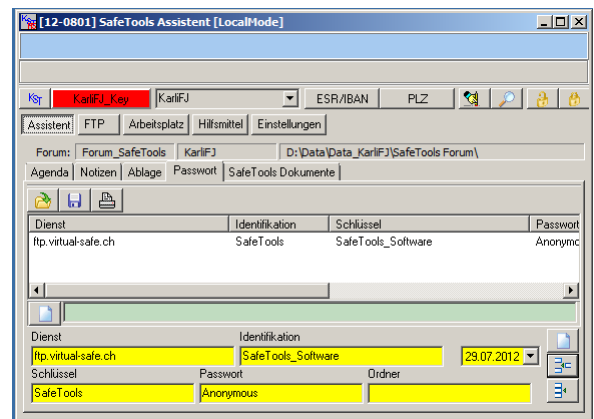 [12-0801] SafeTools Assistent [LocalMode]
KST KarliFJ_Key KarliFJ ESR/IBAN PLZ
Assistent FTP Arbeitsplatz Hilfsmittel Einstellungen
Forum: Forum_SafeTools KarliFJ D:\Data\Data_KarliFJ\SafeTools Forum\
Agenda Notizen Ablage Passwort SafeTools Dokumente
Dienst Identifikation Schlüssel Passwort
ftp.virtual-safe.ch SafeTools SafeTools_Software Anonymo
Dienst Identifikation
ftp.virtual-safe.ch SafeTools_Software 29.07.2012
Schlüssel Passwort Ordner
SafeTools Anonymous